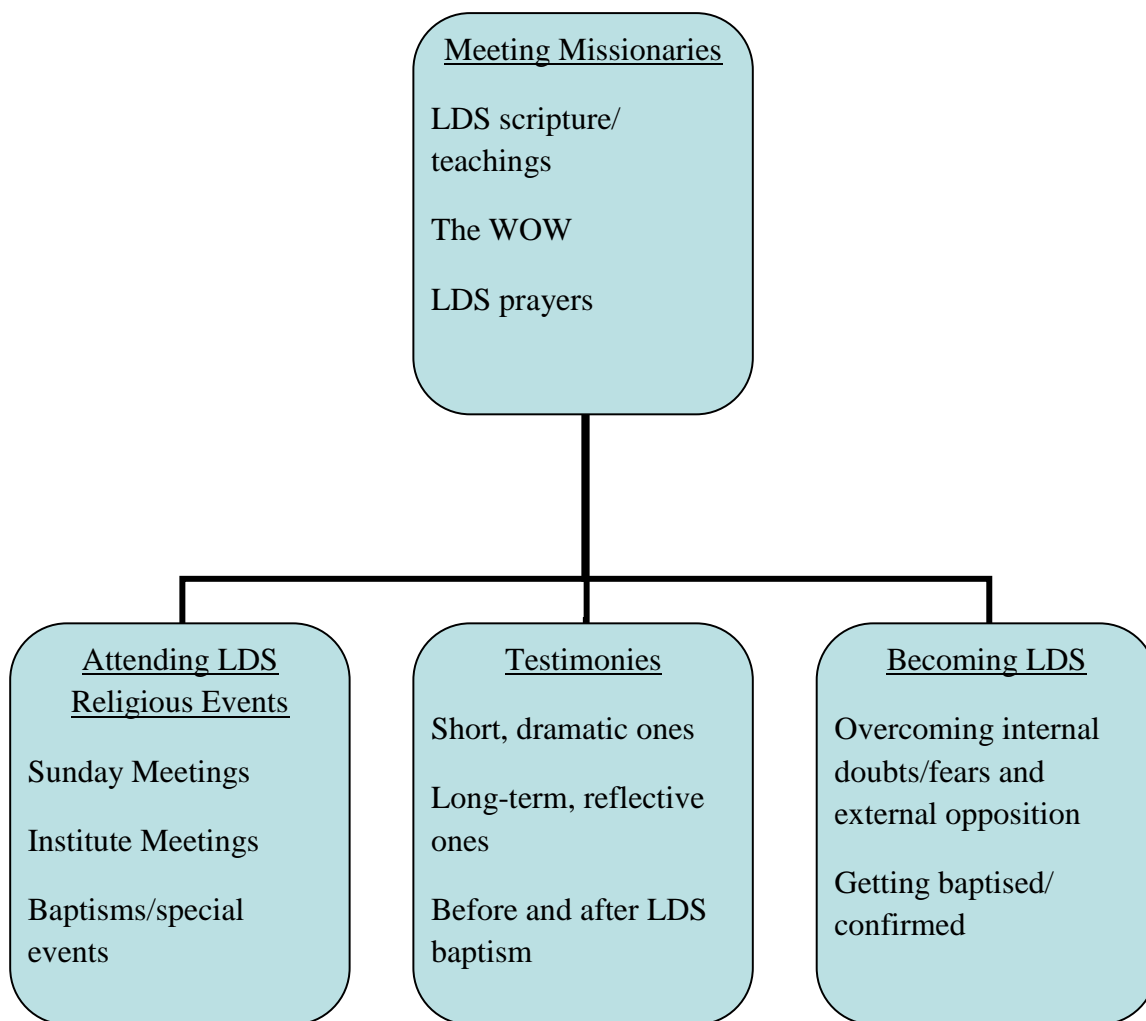 Meeting Missionaries
LDS scripture/
teachings
The WOW
LDS prayers
Attending LDS
Religious Events
Sunday Meetings
Institute Meetings
Baptisms/special
events
Testimonies
Short, dramatic ones
Long-term, reflective
ones
Before and after LDS
baptism
Becoming LDS
Overcoming internal
doubts/fears and
external opposition
Getting baptised/
confirmed